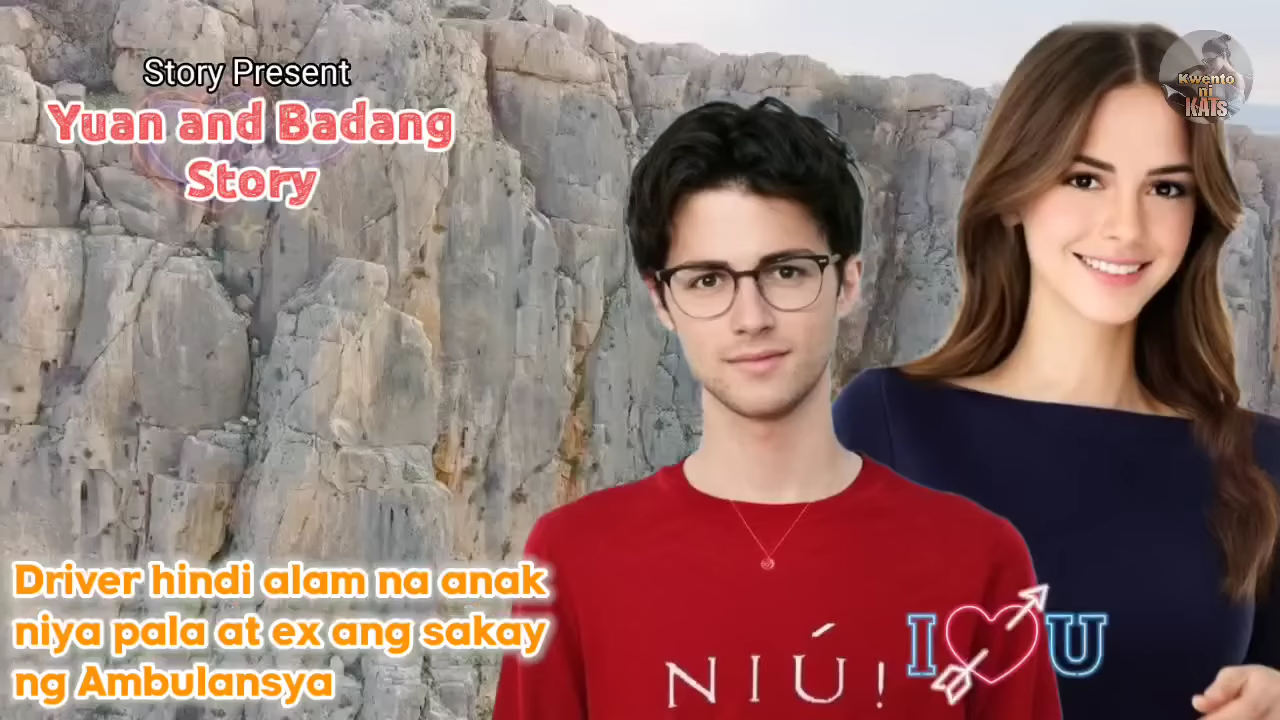 Story Present
Yuan and Badang
Story
Kwento
ni
KATs
Driver hindi alam na anak
niya pala at ex ang sakay
ng Ambulansya
NIÚ!
I U